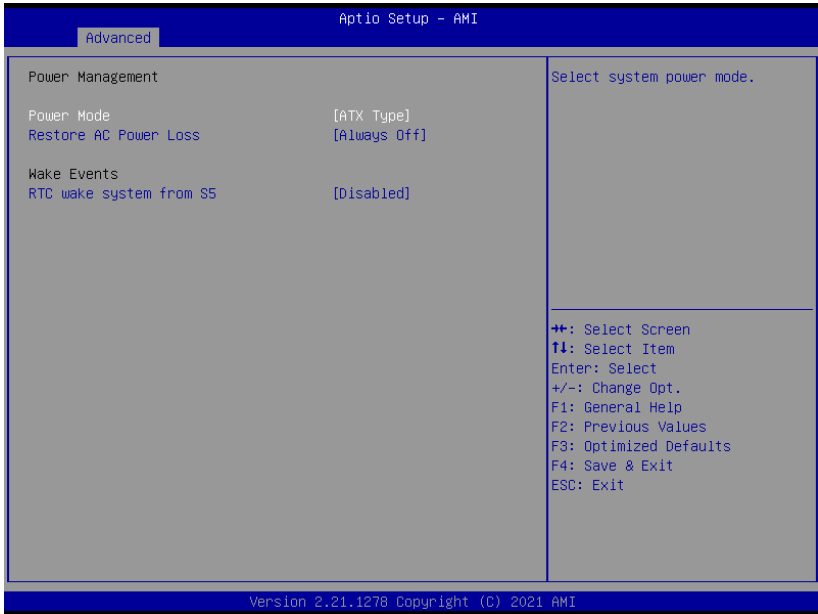 Aptio Setup – AMI
Advanced
Power Management
Power Mode [ATX Type]
Restore AC Power Loss [Always Off]
Wake Events
RTC wake system from S5 [Disabled]
Select system power mode.
→←: Select Screen
↑↓: Select Item
Enter: Select
+/-: Change Opt.
F1: General Help
F2: Previous Values
F3: Optimized Defaults
F4: Save & Exit
ESC: Exit
Version 2.21.1278 Copyright (C) 2021 AMI